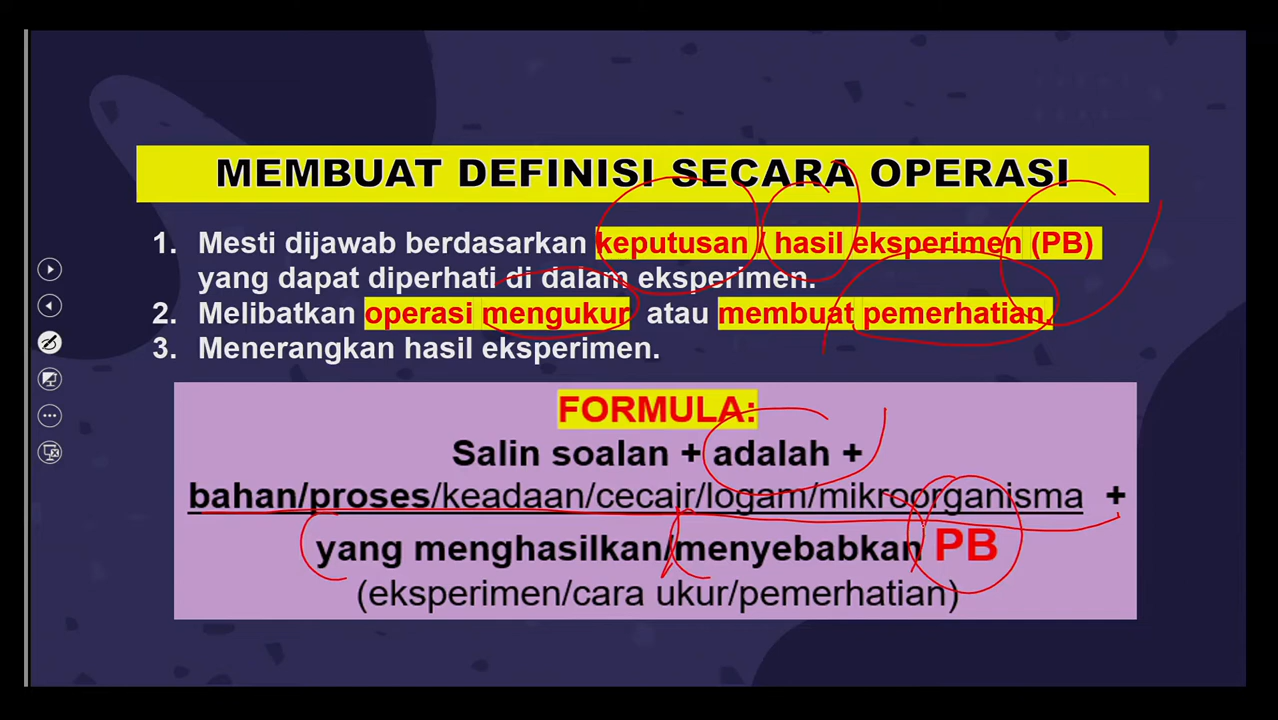 MEMBUAT DEFINISI SECARA OPERASI
1. Mesti dijawab berdasarkan keputusan / hasil eksperimen (PB)
yang dapat diperhati di dalam eksperimen.
2. Melibatkan operasi mengukur atau membuat pemerhatian.
3. Menerangkan hasil eksperimen.
FORMULA:
Salin soalan + adalah +
bahan/proses/keadaan/cecair/logam/mikroorganisma +
yang menghasilkan/menyebabkan PB
(eksperimen/cara ukur/pemerhatian)